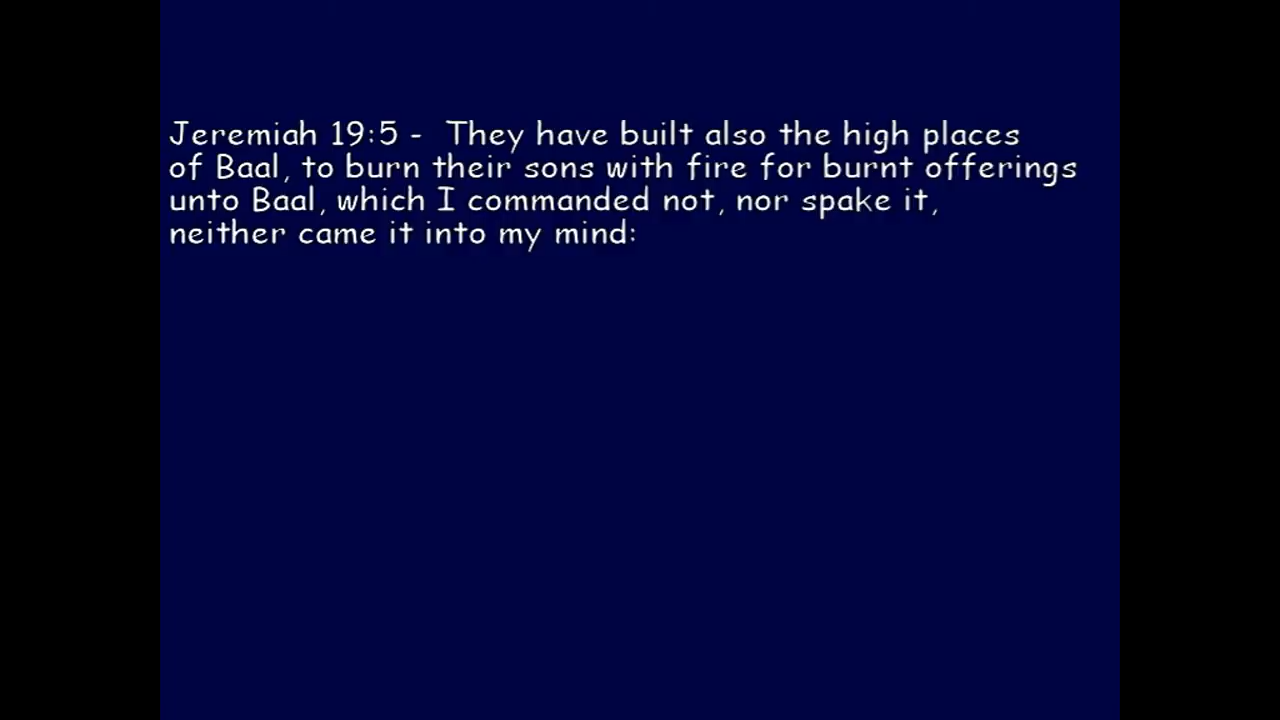 Jeremiah 19:5 -  They have built also the high places
of Baal, to burn their sons with fire for burnt offerings
unto Baal, which I commanded not, nor spake it,
neither came it into my mind: